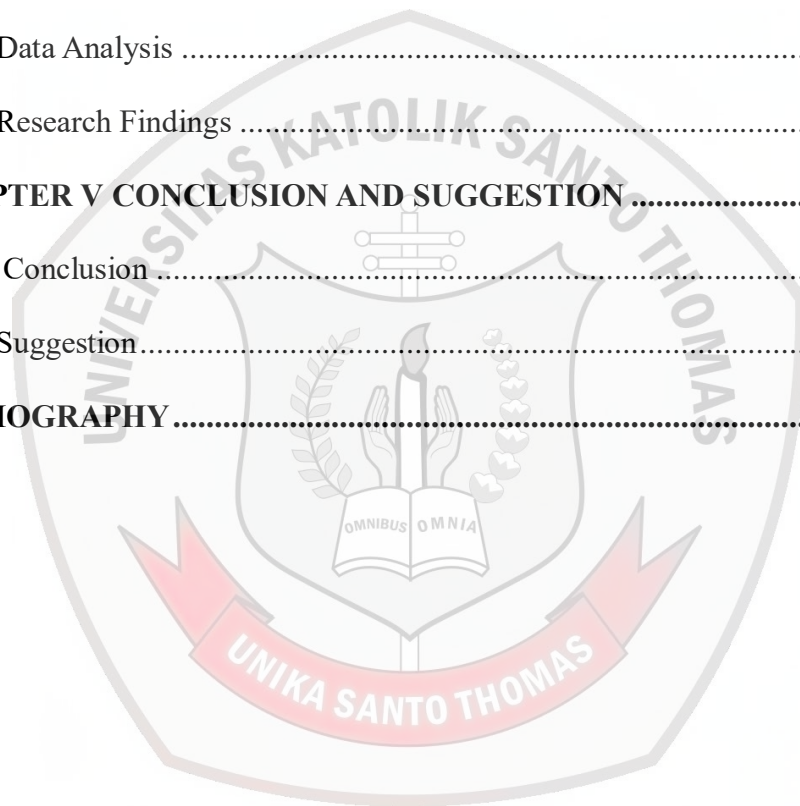 Data Analysis ..........................................................................
Research Findings ..................................................................
PTER V CONCLUSION AND SUGGESTION .....................
Conclusion .............................................................................
Suggestion ..............................................................................
IOGRAPHY ...........................................................................
UNIVERSITAS KATOLIK SANTO THOMAS
OMNIBUS OMNIA
UNIKA SANTO THOMAS